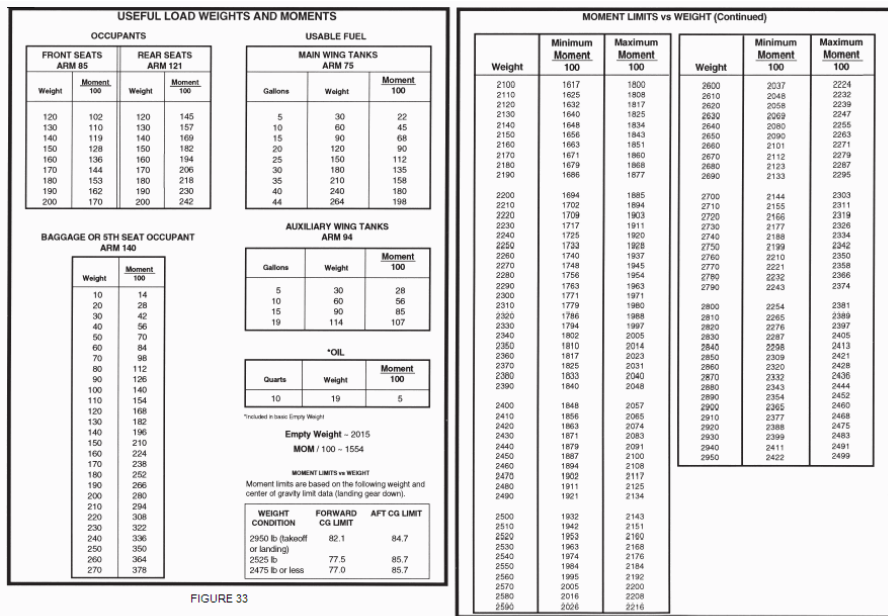 USEFUL LOAD WEIGHTS AND MOMENTS
OCCUPANTS
FRONT SEATS ARM 85 REAR SEATS ARM 121
Weight Moment 100 Weight Moment 100
120 102 120 145
130 110 130 157
140 119 140 169
150 128 150 182
160 136 160 194
170 144 170 206
180 153 180 218
190 162 190 230
200 170 200 242
BAGGAGE OR 5TH SEAT OCCUPANT
ARM 140
Weight Moment 100
10 14
20 28
30 42
40 56
50 70
60 84
70 98
80 112
90 126
100 140
110 154
120 168
130 182
140 196
150 210
160 224
170 238
180 252
190 266
200 280
210 294
220 308
230 322
240 336
250 350
260 364
270 378
USABLE FUEL
MAIN WING TANKS
ARM 75
Gallons Weight Moment 100
5 30 22
10 60 45
15 90 68
20 120 90
25 150 112
30 180 135
35 210 158
40 240 180
44 264 198
AUXILIARY WING TANKS
ARM 94
Gallons Weight Moment 100
5 30 28
10 60 56
15 90 85
19 114 107
*OIL
Quarts Weight Moment 100
10 19 5
*Included in basic Empty Weight
Empty Weight ~ 2015
MOM / 100 ~ 1554
MOMENT LIMITS vs WEIGHT
Moment limits are based on the following weight and
center of gravity limit data (landing gear down).
WEIGHT CONDITION FORWARD CG LIMIT AFT CG LIMIT
2950 lb (takeoff or landing) 82.1 84.7
2525 lb 77.5 85.7
2475 lb or less 77.0 85.7
FIGURE 33
MOMENT LIMITS vs WEIGHT (Continued)
Weight Minimum Moment 100 Maximum Moment 100
2100 1617 1800
2110 1625 1808
2120 1632 1817
2130 1640 1825
2140 1648 1834
2150 1656 1843
2160 1663 1851
2170 1671 1860
2180 1679 1868
2190 1686 1877
2200 1694 1885
2210 1702 1894
2220 1709 1903
2230 1717 1911
2240 1725 1920
2250 1733 1928
2260 1740 1937
2270 1748 1945
2280 1756 1954
2290 1763 1963
2300 1771 1971
2310 1779 1980
2320 1786 1988
2330 1794 1997
2340 1802 2005
2350 1810 2014
2360 1817 2023
2370 1825 2031
2380 1833 2040
2390 1840 2048
2400 1848 2057
2410 1856 2065
2420 1863 2074
2430 1871 2083
2440 1879 2091
2450 1887 2100
2460 1894 2108
2470 1902 2117
2480 1911 2125
2490 1921 2134
2500 1932 2143
2510 1942 2151
2520 1953 2160
2530 1963 2168
2540 1974 2176
2550 1984 2184
2560 1995 2192
2570 2005 2200
2580 2016 2208
2590 2026 2216
Weight Minimum Moment 100 Maximum Moment 100
2600 2037 2224
2610 2048 2232
2620 2058 2239
2630 2069 2247
2640 2080 2255
2650 2090 2263
2660 2101 2271
2670 2112 2279
2680 2123 2287
2690 2133 2295
2700 2144 2303
2710 2155 2311
2720 2166 2319
2730 2177 2326
2740 2188 2334
2750 2199 2342
2760 2210 2350
2770 2221 2358
2780 2232 2366
2790 2243 2374
2800 2254 2381
2810 2265 2389
2820 2276 2397
2830 2287 2405
2840 2298 2413
2850 2309 2421
2860 2320 2428
2870 2332 2436
2880 2343 2444
2890 2354 2452
2900 2365 2460
2910 2377 2468
2920 2388 2475
2930 2399 2483
2940 2411 2491
2950 2422 2499